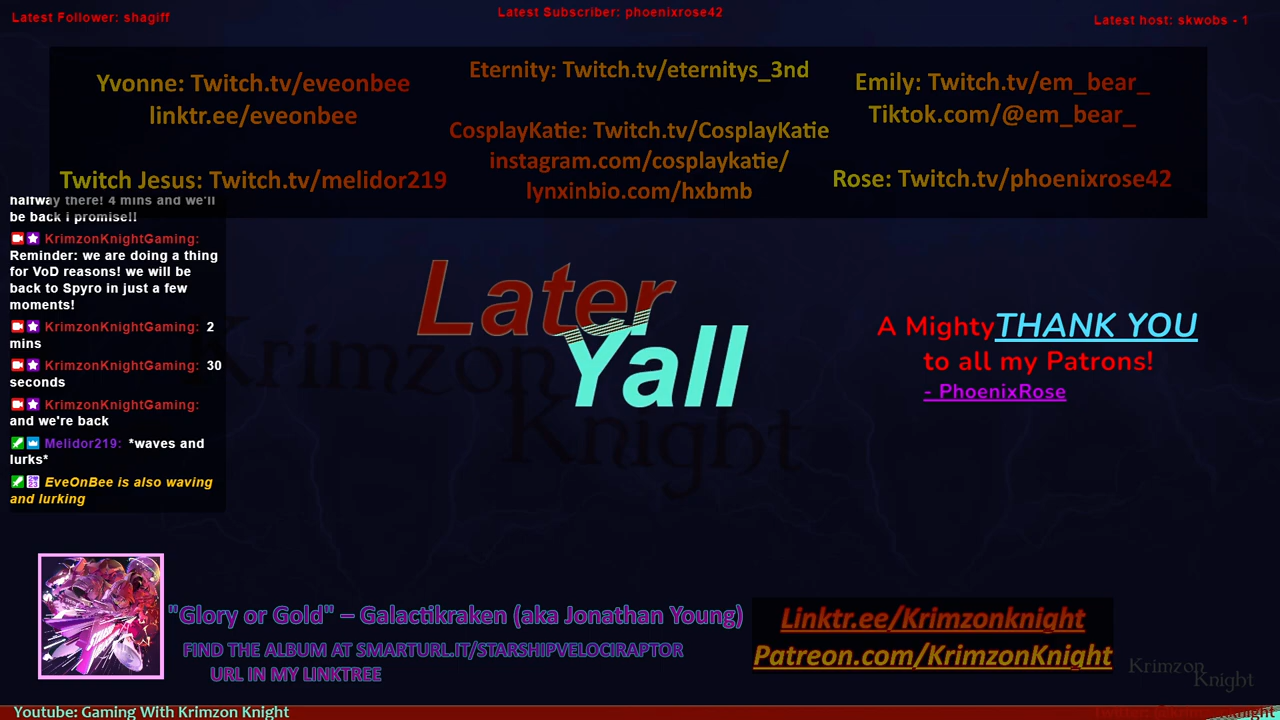 Latest Follower: shagiff
Latest Subscriber: phoenixrose42
Latest host: skwobs - 1
Yvonne: Twitch.tv/eveonbee
linktr.ee/eveonbee
Twitch Jesus: Twitch.tv/melidor219
Eternity: Twitch.tv/eternitys_3nd
CosplayKatie: Twitch.tv/CosplayKatie
instagram.com/cosplaykatie/
lynxinbio.com/hxbmb
Emily: Twitch.tv/em_bear_
Tiktok.com/@em_bear_
Rose: Twitch.tv/phoenixrose42
halfway there! 4 mins and we'll
be back I promise!!
KrimzonKnightGaming:
Reminder: we are doing a thing
for VoD reasons! we will be
back to Spyro in just a few
moments!
KrimzonKnightGaming: 2
mins
KrimzonKnightGaming: 30
seconds
KrimzonKnightGaming:
and we're back
Melidor219: *waves and
lurks*
EveOnBee is also waving
and lurking
Later
Yall
Krimzon
Knight
A Mighty THANK YOU
to all my Patrons!
- PhoenixRose
"Glory or Gold" – Galactikraken (aka Jonathan Young)
FIND THE ALBUM AT SMARTURL.IT/STARSHIPVELOCIRAPTOR
URL IN MY LINKTREE
Linktr.ee/Krimzonknight
Patreon.com/KrimzonKnight
Krimzon
Knight
Youtube: Gaming With Krimzon Knight